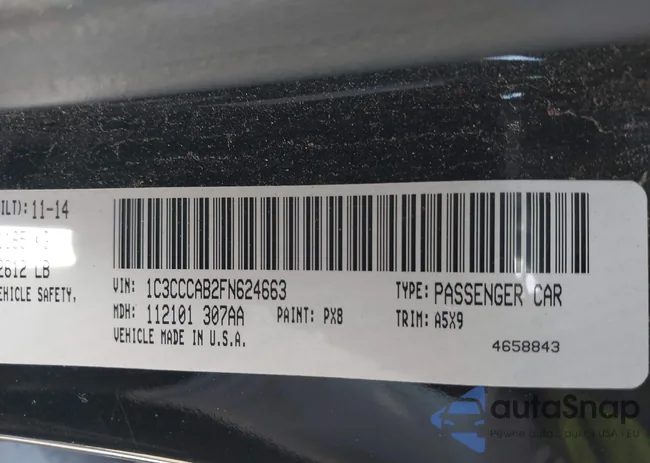 ILT): 11-14
2612 LB
EHICLE SAFETY,
VIN: 1C3CCCAB2FN624663 TYPE: PASSENGER CAR
MDH: 112101 307AA PAINT: PX8 TRIM: A5X9
VEHICLE MADE IN U.S.A.
4658843
autoSnap